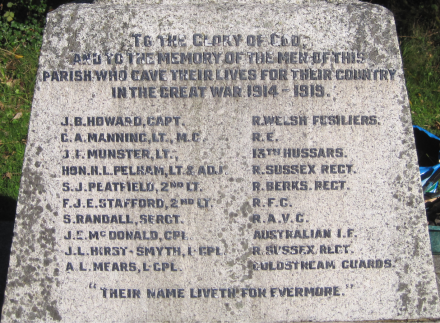 TO THE GLORY OF GOD
AND TO THE MEMORY OF THE MEN OF THIS
PARISH WHO GAVE THEIR LIVES FOR THEIR COUNTRY
IN THE GREAT WAR 1914 - 1919.
J. B. HOWARD, CAPT. R. WELSH FUSILIERS.
C. A. MANNING, LT., M.C. R. E.
J. F. MUNSTER, LT., 13TH HUSSARS.
HON. H. L. PELHAM, LT & ADJT R. SUSSEX REGT.
S. J. PLATFIELD, 2ND LT. R. BERKS. REGT.
F. J. E. STAFFORD, 2ND LT. R. F. C.
S. RANDALL, SERGT. R. A. V. C.
J. E. McDONALD, CPL AUSTRALIAN I. F.
J. L. HIRST-SMYTH, L-CPL. R. SUSSEX. REGT.
A. L. MEARS, L-CPL. COLDSTREAM GUARDS.
"THEIR NAME LIVETH FOR EVERMORE."